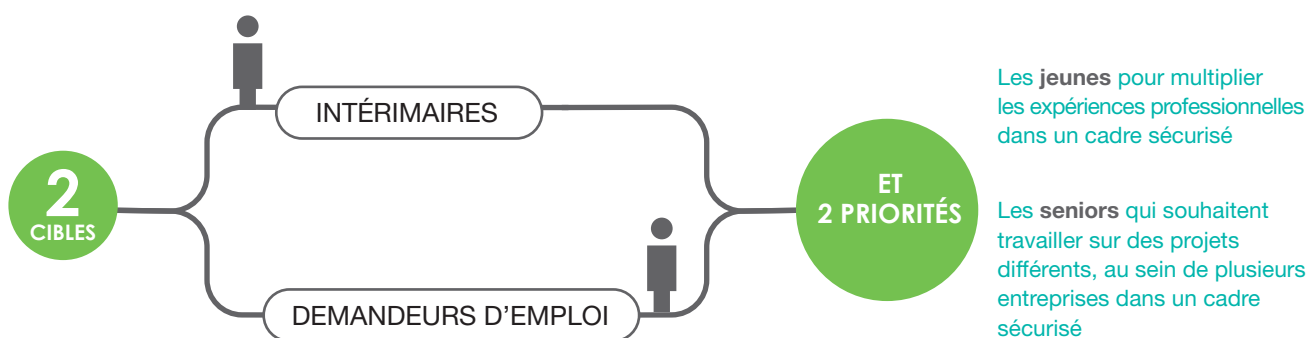 2
CIBLES
INTÉRIMAIRES
DEMANDEURS D'EMPLOI
ET
2 PRIORITÉS
Les jeunes pour multiplier
les expériences professionnelles
dans un cadre sécurisé
Les seniors qui souhaitent
travailler sur des projets
différents, au sein de plusieurs
entreprises dans un cadre
sécurisé